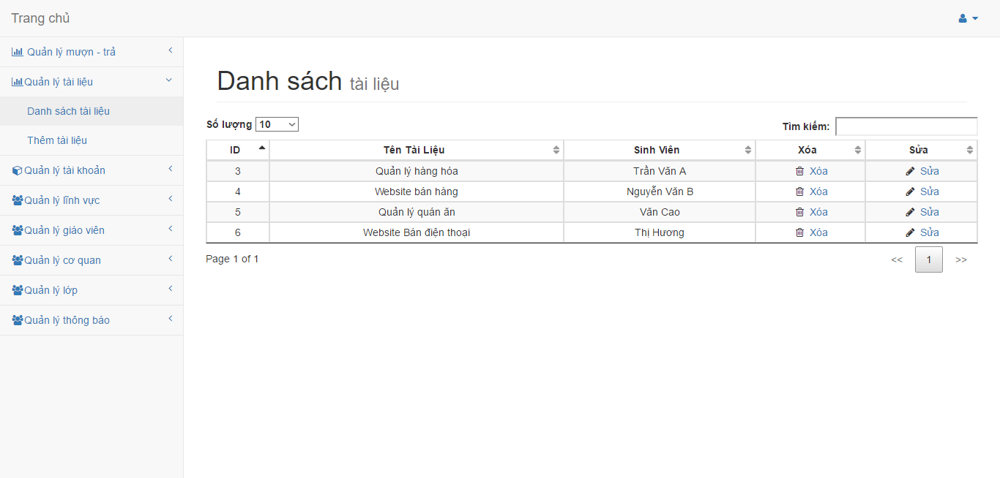 Trang chủ
Quản lý mượn - trả
Quản lý tài liệu
Danh sách tài liệu
Thêm tài liệu
Quản lý tài khoản
Quản lý lĩnh vực
Quản lý giáo viên
Quản lý cơ quan
Quản lý lớp
Quản lý thông báo
Danh sách tài liệu
Số lượng 10
Tìm kiếm:
ID Tên Tài Liệu Sinh Viên Xóa Sửa
3 Quản lý hàng hóa Trần Văn A Xóa Sửa
4 Website bán hàng Nguyễn Văn B Xóa Sửa
5 Quản lý quán ăn Văn Cao Xóa Sửa
6 Website Bán điện thoại Thị Hương Xóa Sửa
Page 1 of 1 << 1 >>